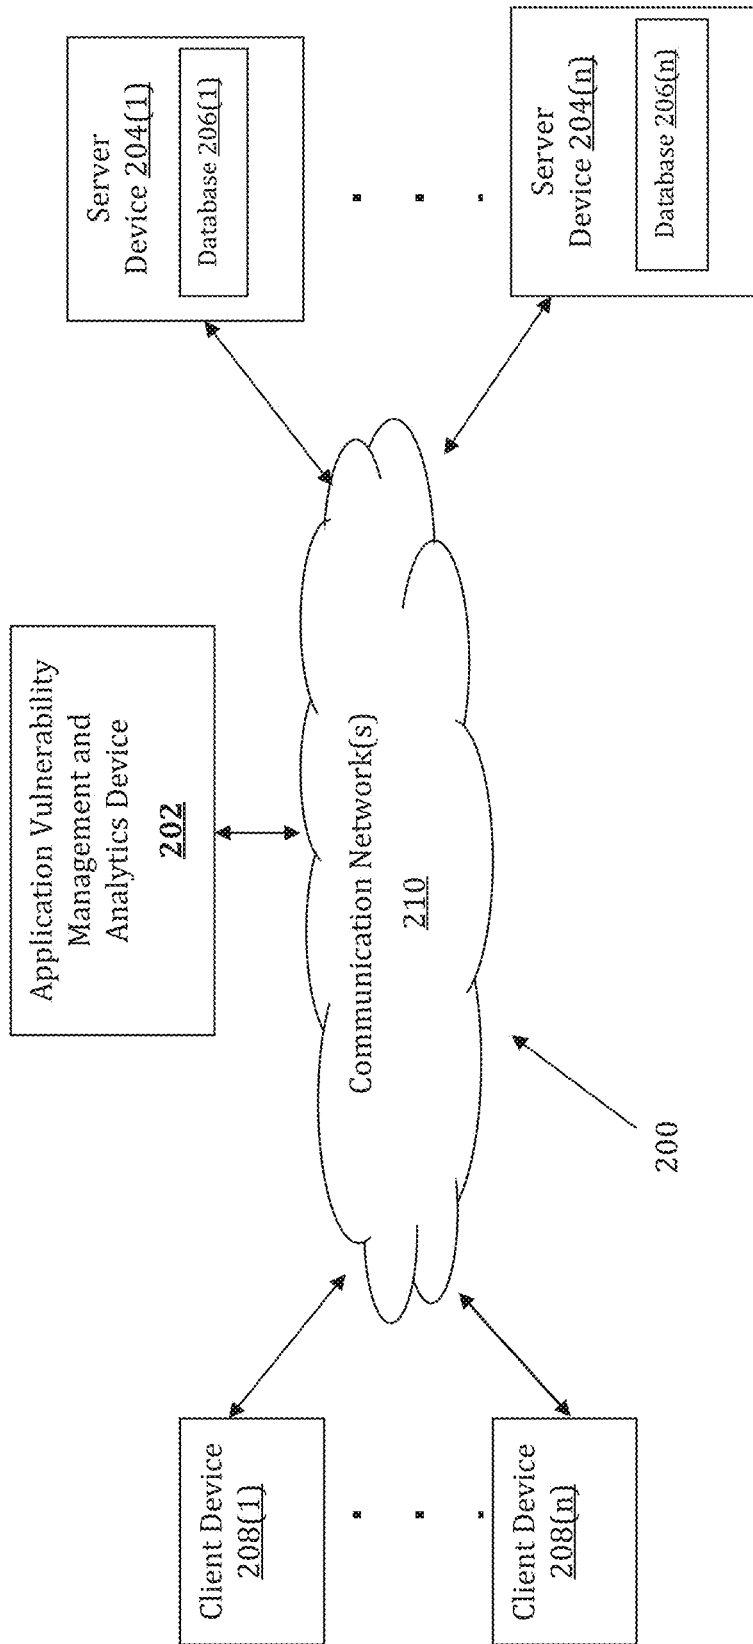 Application Vulnerability
Management and
Analytics Device
202
Client Device
208(1)
Client Device
208(n)
Communication Network(s)
210
200
Server
Device 204(1)
Database 206(1)
Server
Device 204(n)
Database 206(n)